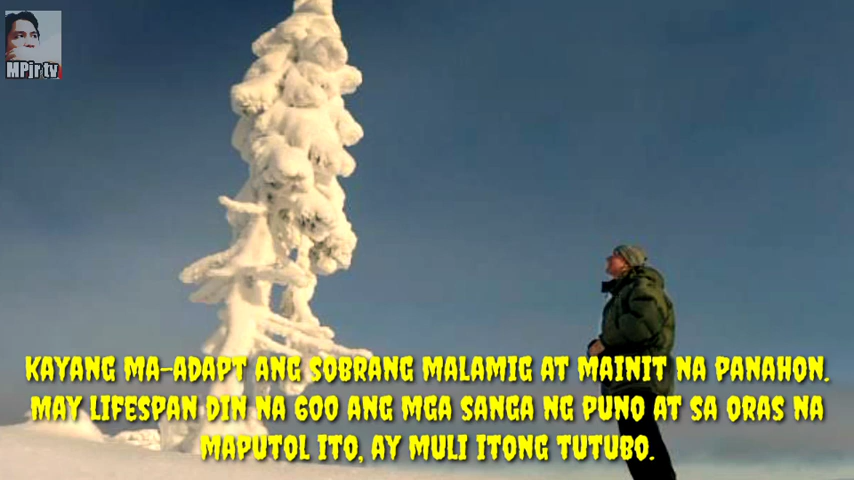 MPjr tv
KAYANG MA-ADAPT ANG SOBRANG MALAMIG AT MAINIT NA PANAHON.
MAY LIFESPAN DIN NA 600 ANG MGA SANGA NG PUNO AT SA ORAS NA
MAPUTOL ITO, AY MULI ITONG TUTUBO.